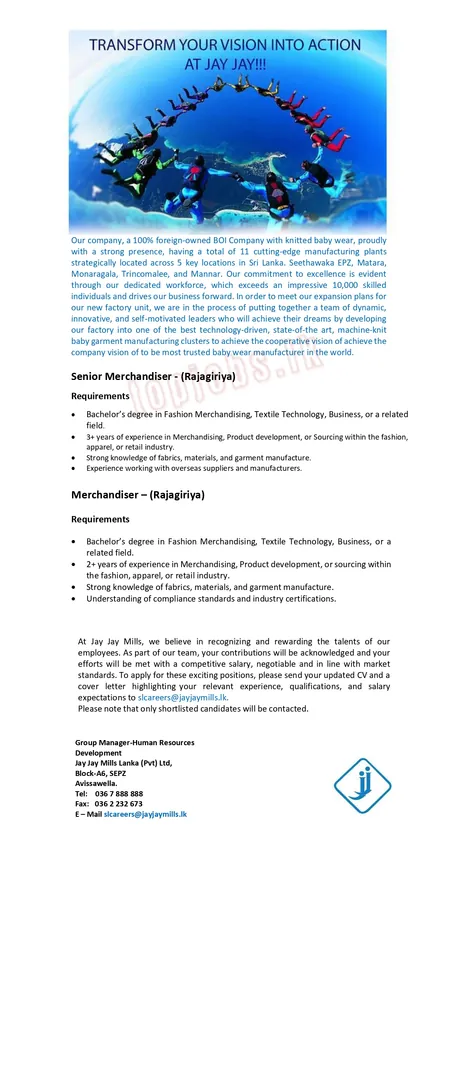 TRANSFORM YOUR VISION INTO ACTION
AT JAY JAY!!!
Our company, a 100% foreign-owned BOI Company with knitted baby wear, proudly
with a strong presence, having a total of 11 cutting-edge manufacturing plants
strategically located across 5 key locations in Sri Lanka. Seethawaka EPZ, Matara,
Monaragala, Trincomalee, and Mannar. Our commitment to excellence is evident
through our dedicated workforce, which exceeds an impressive 10,000 skilled
individuals and drives our business forward. In order to meet our expansion plans for
our new factory unit, we are in the process of putting together a team of dynamic,
innovative, and self-motivated leaders who will achieve their dreams by developing
our factory into one of the best technology-driven, state-of-the art, machine-knit
baby garment manufacturing clusters to achieve the cooperative vision of achieve the
company vision of to be most trusted baby wear manufacturer in the world.
topjobs.lk
Senior Merchandiser - (Rajagiriya)
Requirements
• Bachelor's degree in Fashion Merchandising, Textile Technology, Business, or a related
field.
• 3+ years of experience in Merchandising, Product development, or Sourcing within the fashion,
apparel, or retail industry.
• Strong knowledge of fabrics, materials, and garment manufacture.
• Experience working with overseas suppliers and manufacturers.
Merchandiser – (Rajagiriya)
Requirements
• Bachelor's degree in Fashion Merchandising, Textile Technology, Business, or a
related field.
• 2+ years of experience in Merchandising, Product development, or sourcing within
the fashion, apparel, or retail industry.
• Strong knowledge of fabrics, materials, and garment manufacture.
• Understanding of compliance standards and industry certifications.
At Jay Jay Mills, we believe in recognizing and rewarding the talents of our
employees. As part of our team, your contributions will be acknowledged and your
efforts will be met with a competitive salary, negotiable and in line with market
standards. To apply for these exciting positions, please send your updated CV and a
cover letter highlighting your relevant experience, qualifications, and salary
expectations to slcareers@jayjaymills.lk.
Please note that only shortlisted candidates will be contacted.
Group Manager-Human Resources
Development
Jay Jay Mills Lanka (Pvt) Ltd,
Block-A6, SEPZ
Avissawella.
Tel: 036 7 888 888
Fax: 036 2 232 673
E – Mail slcareers@jayjaymills.lk
jj